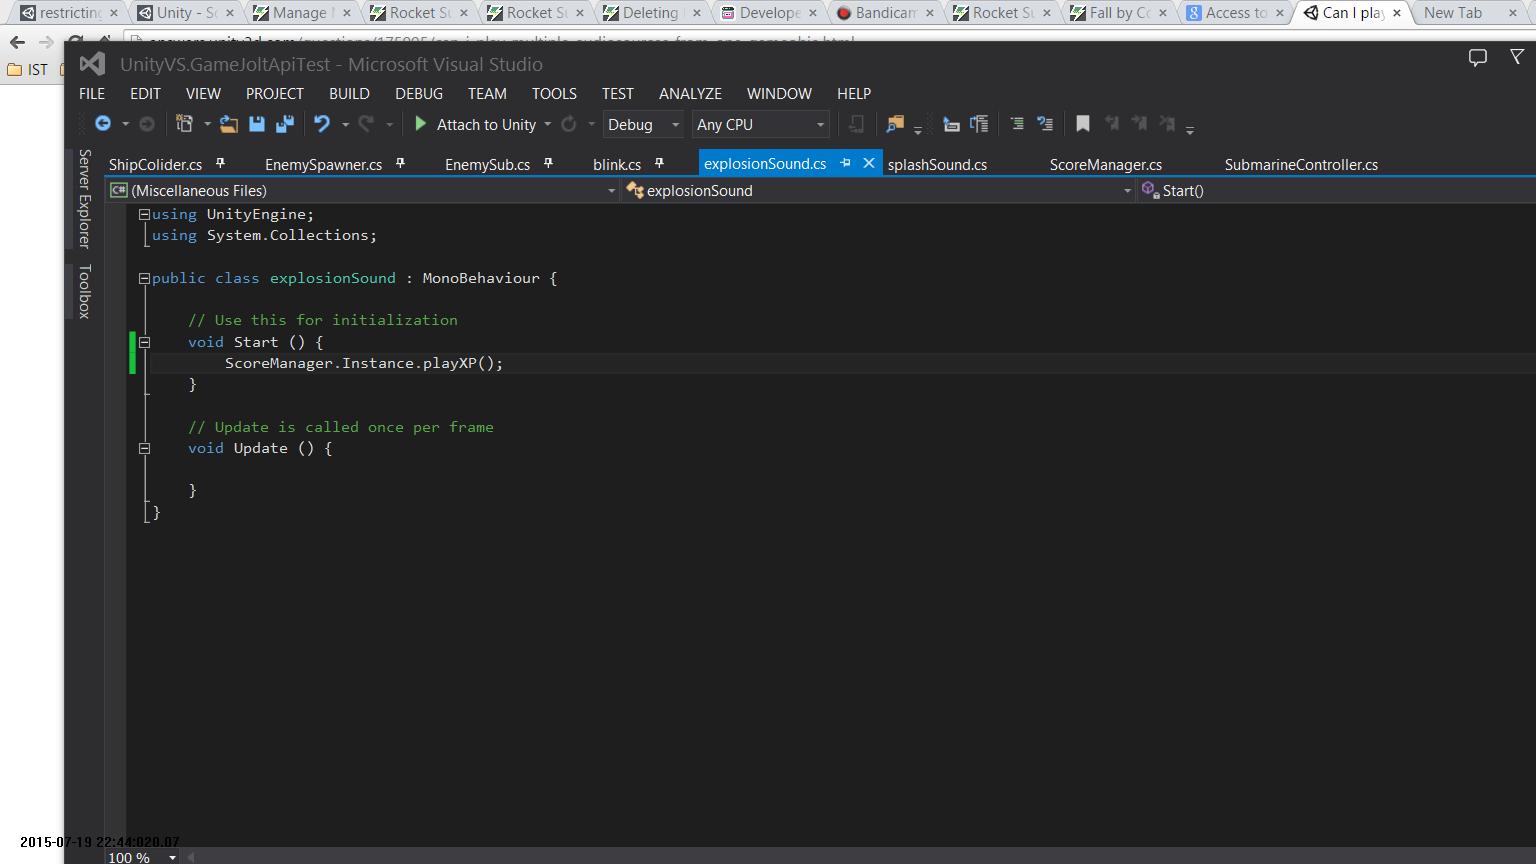 restricting Unity - Sc Manage Rocket Su Rocket Su Deleting Develope Bandicam Rocket Su Fall by Co Access to Can I play New Tab
IST
UnityVS.GameJoltApiTest - Microsoft Visual Studio
FILE EDIT VIEW PROJECT BUILD DEBUG TEAM TOOLS TEST ANALYZE WINDOW HELP
Attach to Unity Debug Any CPU
Server Explorer
Toolbox
ShipColider.cs EnemySpawner.cs EnemySub.cs blink.cs explosionSound.cs splashSound.cs ScoreManager.cs SubmarineController.cs
(Miscellaneous Files) explosionSound Start()
using UnityEngine;
using System.Collections;
public class explosionSound : MonoBehaviour {
// Use this for initialization
void Start () {
ScoreManager.Instance.playXP();
}
// Update is called once per frame
void Update () {
}
}
2015-07-19 22:44:020.07
100 %